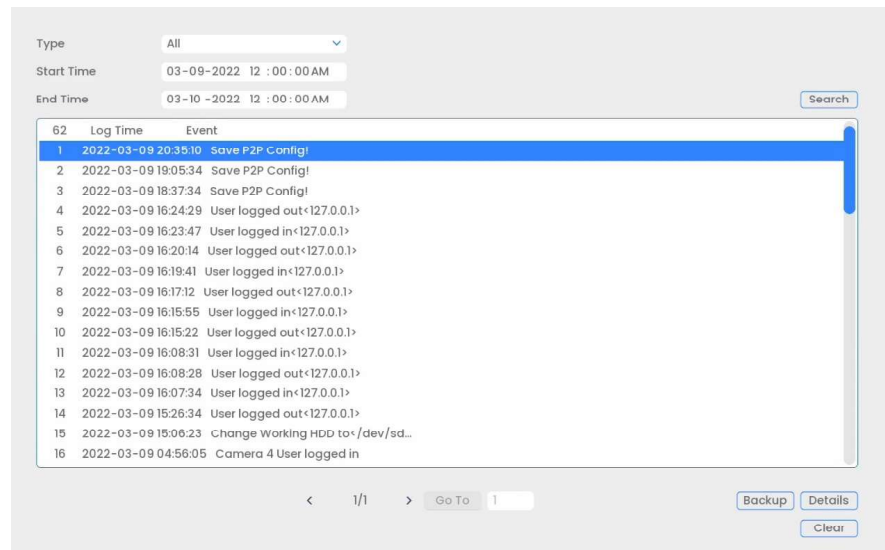 Type All
Start Time 03-09-2022 12 :00:00 AM
End Time 03-10 -2022 12 :00:00 AM
Search
62 Log Time Event
1 2022-03-09 20:35:10 Save P2P Config!
2 2022-03-09 19:05:34 Save P2P Config!
3 2022-03-09 18:37:34 Save P2P Config!
4 2022-03-09 16:24:29 User logged out<127.0.0.1>
5 2022-03-09 16:23:47 User logged in<127.0.0.1>
6 2022-03-09 16:20:14 User logged out<127.0.0.1>
7 2022-03-09 16:19:41 User logged in<127.0.0.1>
8 2022-03-09 16:17:12 User logged out<127.0.0.1>
9 2022-03-09 16:15:55 User logged in<127.0.0.1>
10 2022-03-09 16:15:22 User logged out<127.0.0.1>
11 2022-03-09 16:08:31 User logged in<127.0.0.1>
12 2022-03-09 16:08:28 User logged out<127.0.0.1>
13 2022-03-09 16:07:34 User logged in<127.0.0.1>
14 2022-03-09 15:26:34 User logged out<127.0.0.1>
15 2022-03-09 15:06:23 Change Working HDD to</dev/sd...
16 2022-03-09 04:56:05 Camera 4 User logged in
< 1/1 > Go To 1
Backup Details
Clear